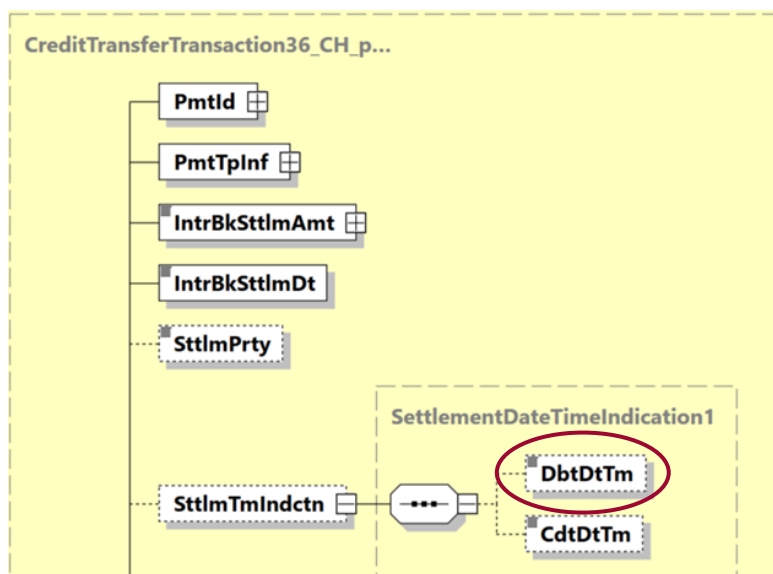 CreditTransferTransaction36_CH_p...
PmtId
PmtTpInf
IntrBkSttlmAmt
IntrBkSttlmDt
SttlmPrty
SettlementDateTimeIndication1
DbtDtTm
SttlmTmIndctn
CdtDtTm